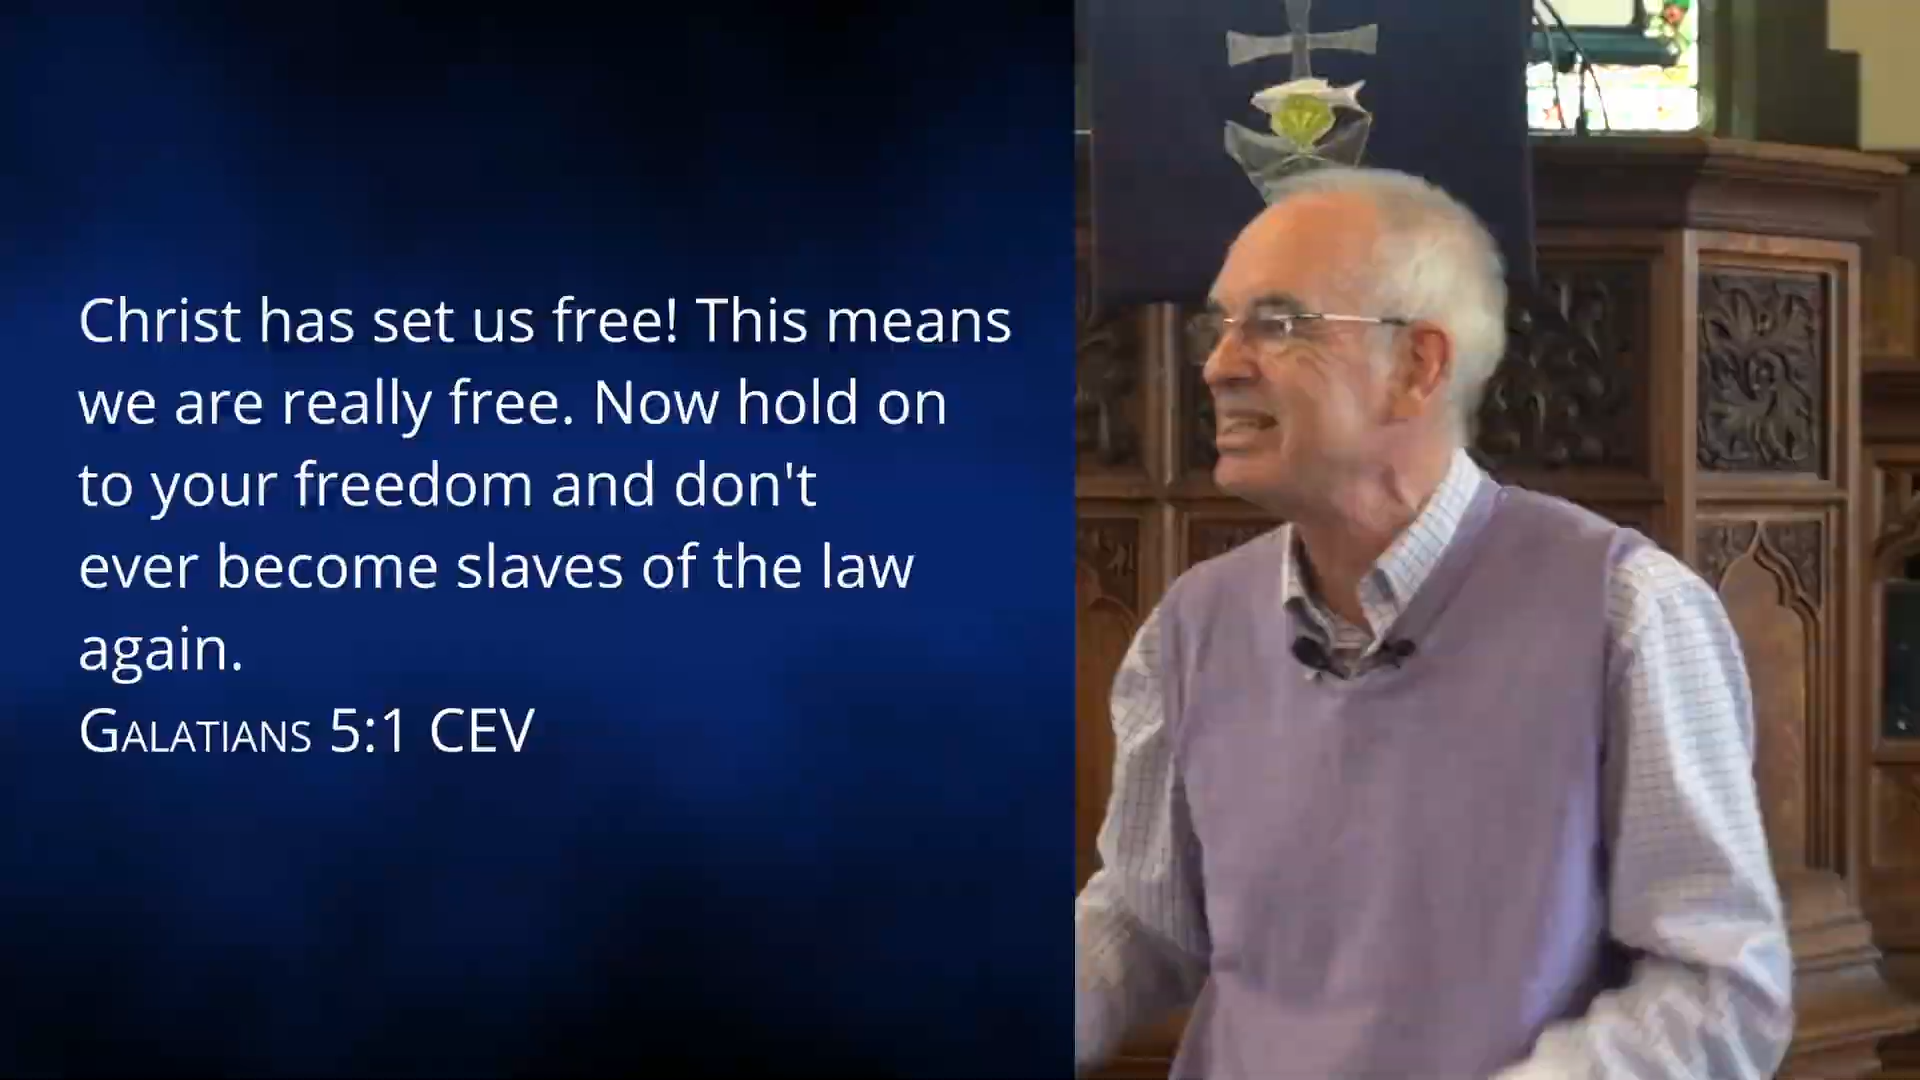 Christ has set us free! This means
we are really free. Now hold on
to your freedom and don't
ever become slaves of the law
again.
GALATIANS 5:1 CEV